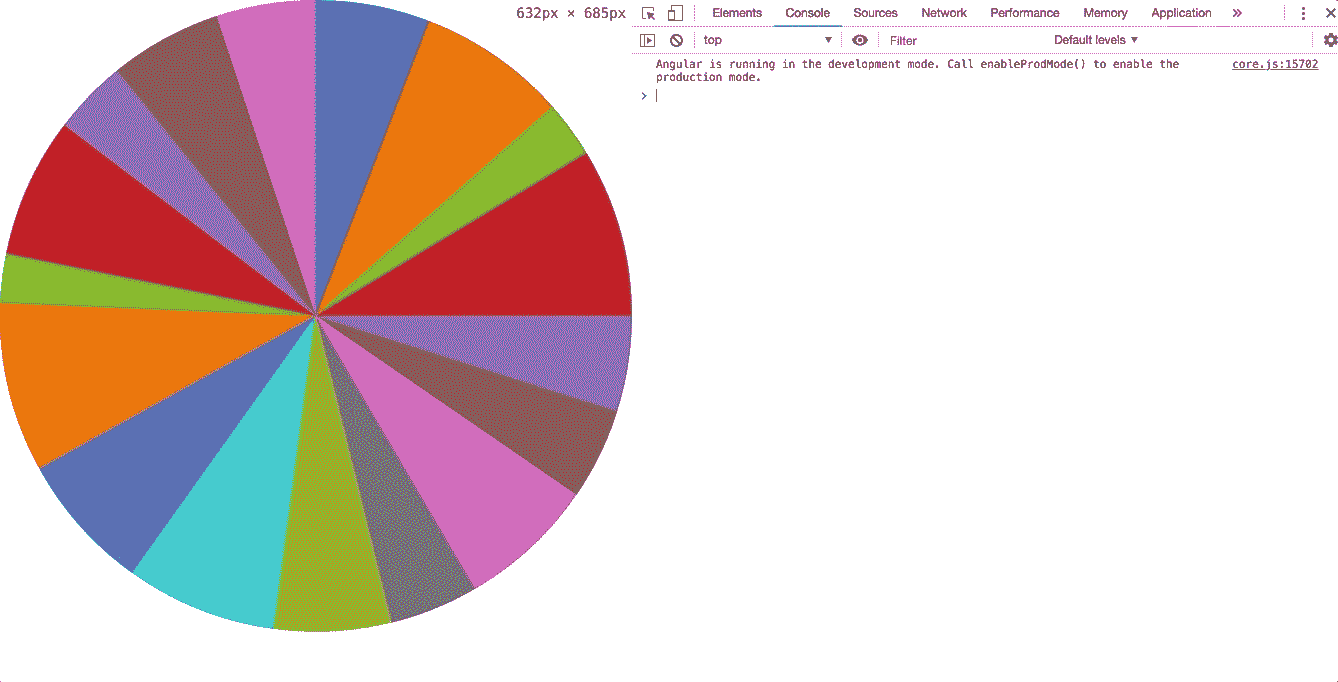 632px × 685px
Elements Console Sources Network Performance Memory Application »
top Filter Default levels
Angular is running in the development mode. Call enableProdMode() to enable the core.js:15702
production mode.